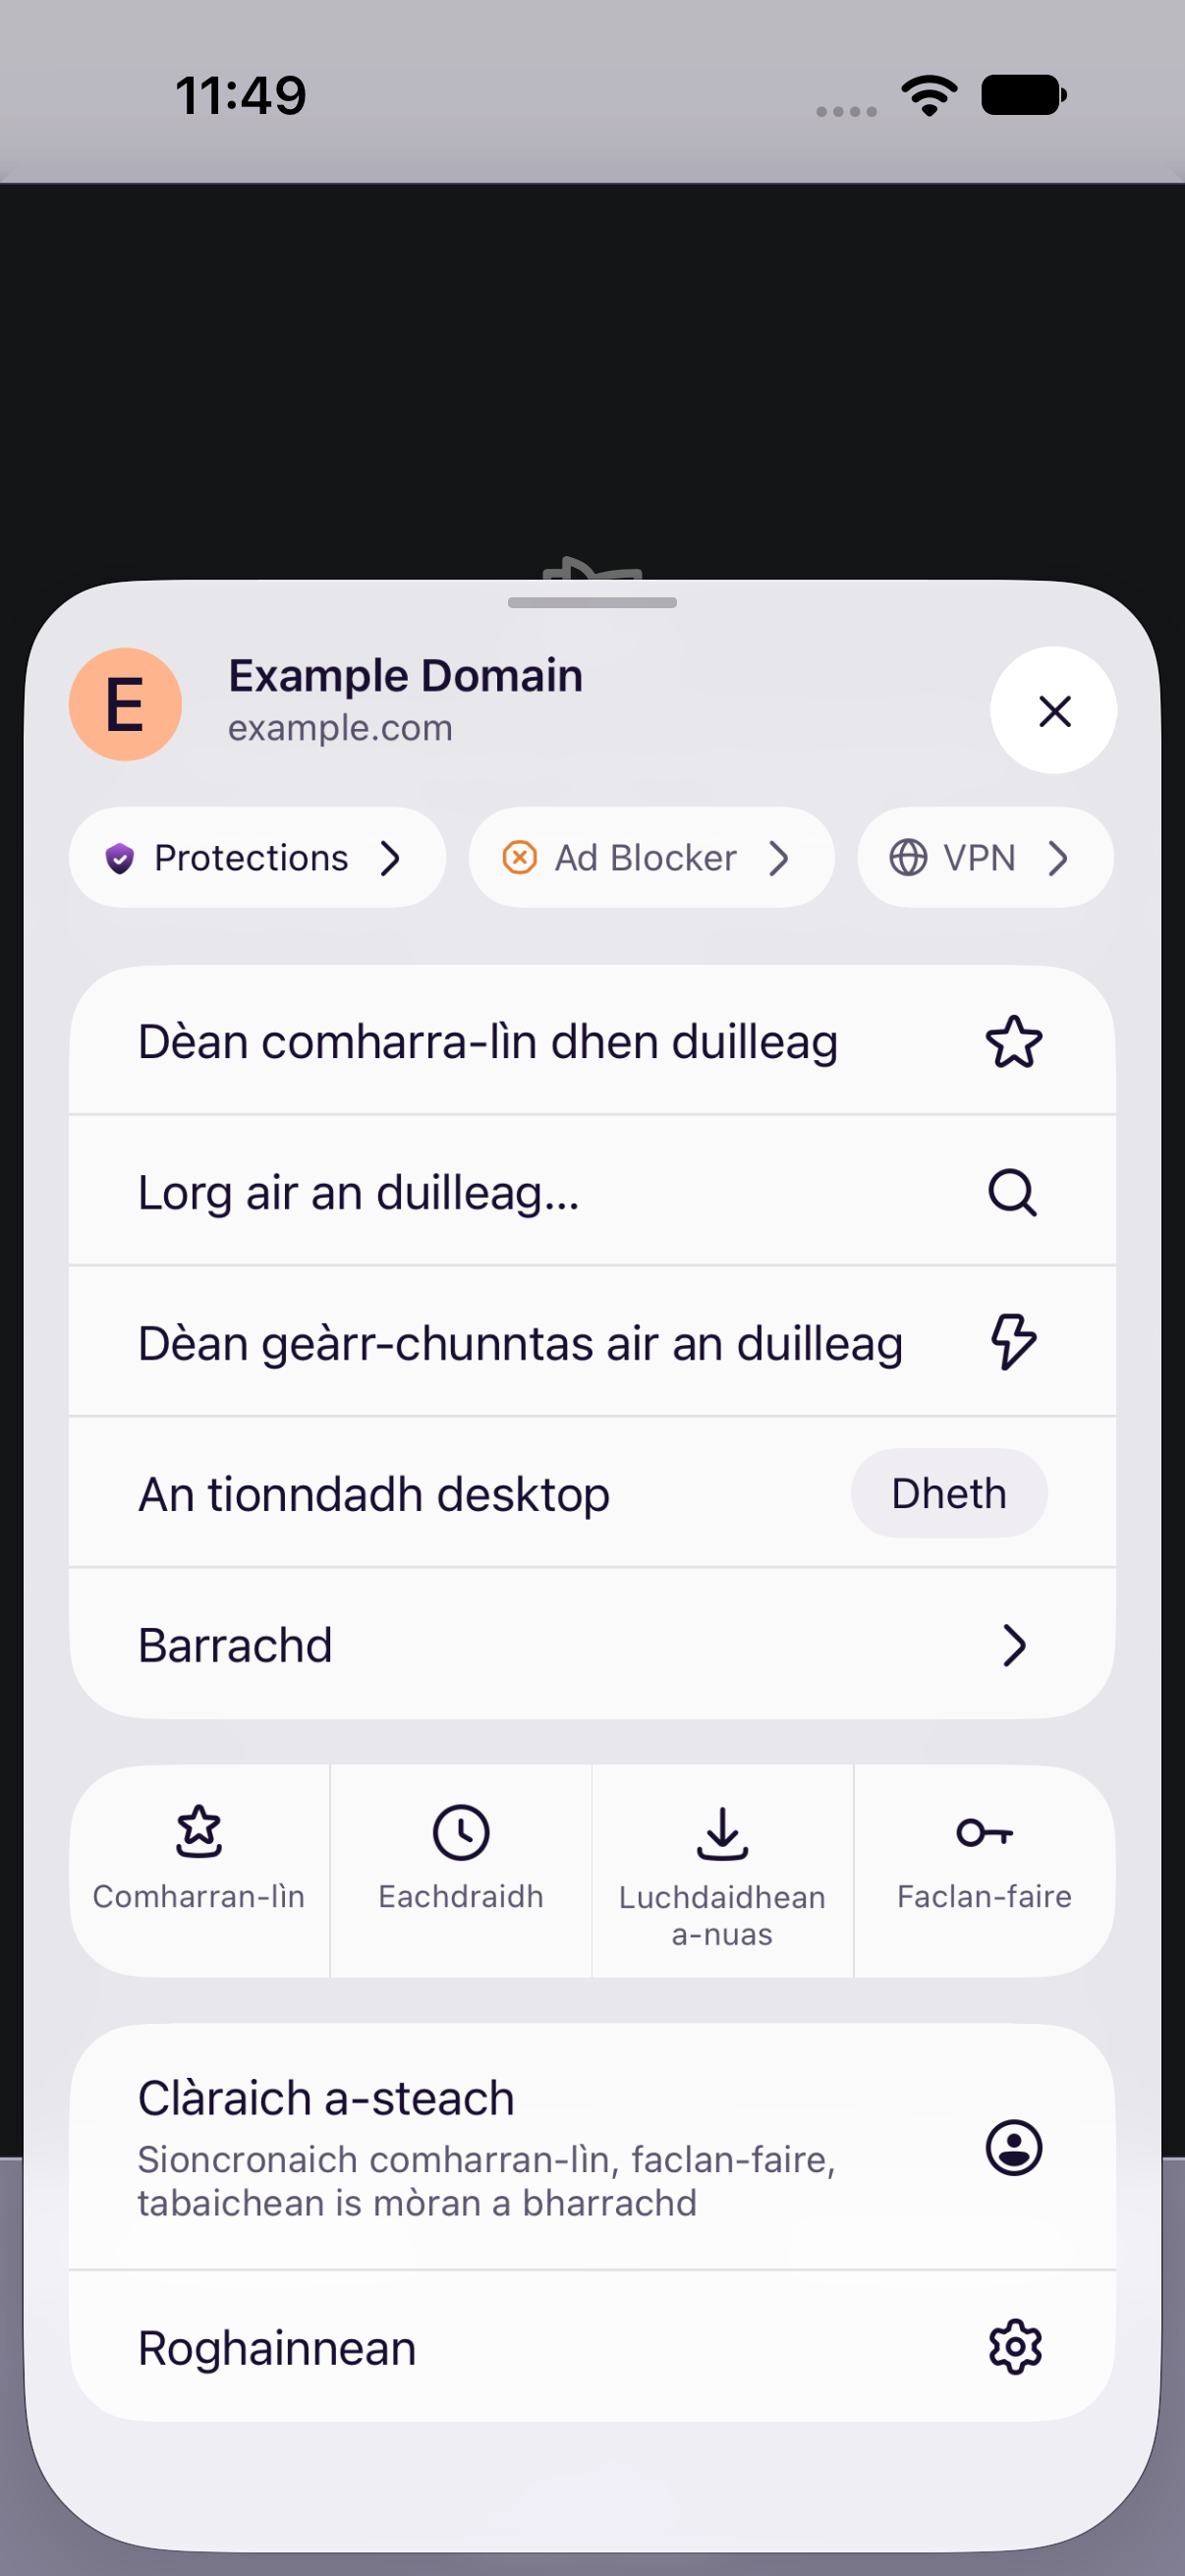 11:49
E
Example Domain
example.com
Protections
Ad Blocker
VPN
Dèan comharra-lìn dhen duilleag
Lorg air an duilleag...
Dèan geàrr-chunntas air an duilleag
An tionndadh desktop
Dheth
Barrachd
Comharran-lìn
Eachdraidh
Luchdaidhean
a-nuas
Faclan-faire
Clàraich a-steach
Sioncronaich comharran-lìn, faclan-faire,
tabaichean is mòran a bharrachd
Roghainnean